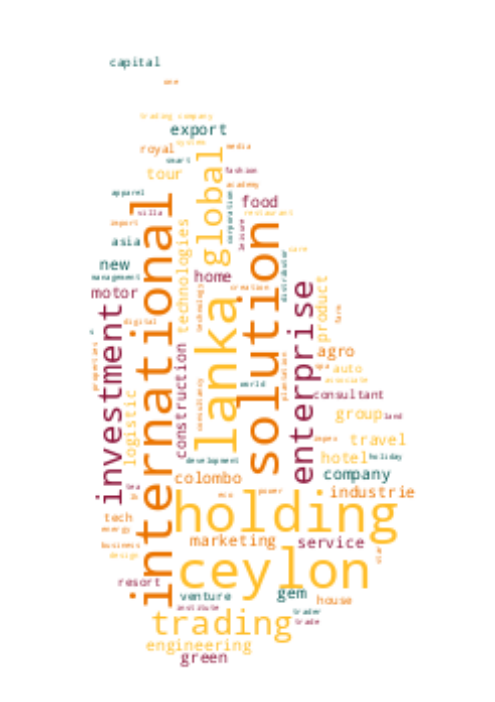 capital
one
trading company
export
system
royal
media
smart
tour
fashion
academy
apparel
food
villa
restaurant
import
international
global
corporation
leisure
asia
technologies
solution
care
new
management
home
distributor
motor
creation
technology
enterprise
product
farm
investment
lanka
digital
construction
properties
agro
spa
auto
plantation
associate
world
consultancy
consultant
logistic
group
land
impex
travel
development
hotel
holiday
colombo
company
tea
eco
power
industrie
holding
tech
energy
marketing
service
business
design
star
ceylon
resort
venture
gem
house
institute
trader
trading
trade
engineering
green